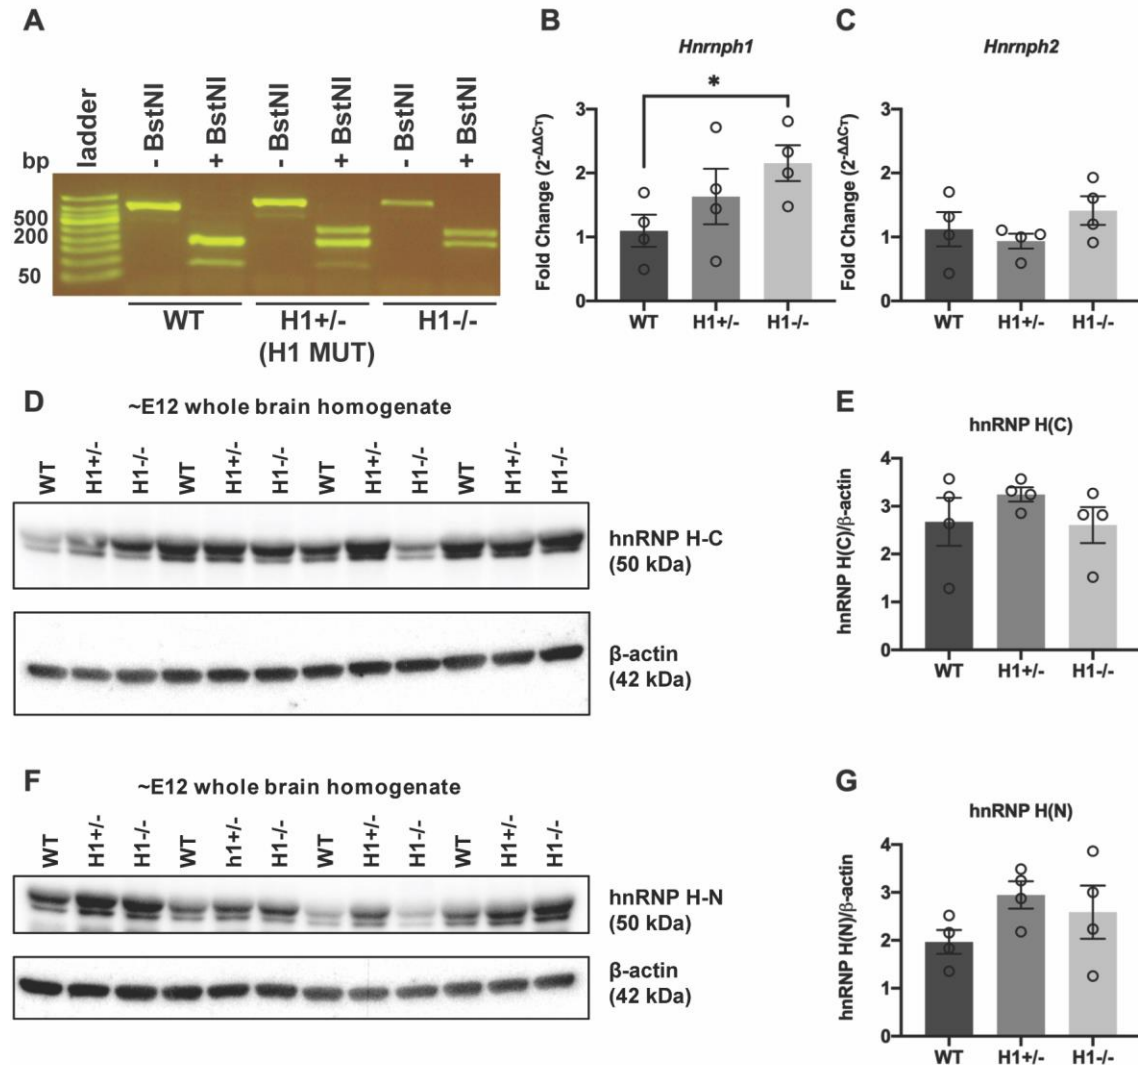 A
ladder
- BstNI
+ BstNI
- BstNI
+ BstNI
- BstNI
+ BstNI
bp
500
200
50
WT
H1+/-
(H1 MUT)
H1-/-
B
Hnrnph1
*
Fold Change (2-ΔΔCT)
3
2
1
0
WT
H1+/-
H1-/-
C
Hnrnph2
Fold Change (2-ΔΔCT)
3
2
1
0
WT
H1+/-
H1-/-
D
~E12 whole brain homogenate
WT
H1+/-
H1-/-
WT
H1+/-
H1-/-
WT
H1+/-
H1-/-
WT
H1+/-
H1-/-
hnRNP H-C
(50 kDa)
β-actin
(42 kDa)
E
hnRNP H(C)
hnRNP H(C)/β-actin
4
3
2
1
0
WT
H1+/-
H1-/-
F
~E12 whole brain homogenate
WT
H1+/-
H1-/-
WT
h1+/-
H1-/-
WT
H1+/-
H1-/-
WT
H1+/-
H1-/-
hnRNP H-N
(50 kDa)
β-actin
(42 kDa)
G
hnRNP H(N)
hnRNP H(N)/β-actin
4
3
2
1
0
WT
H1+/-
H1-/-